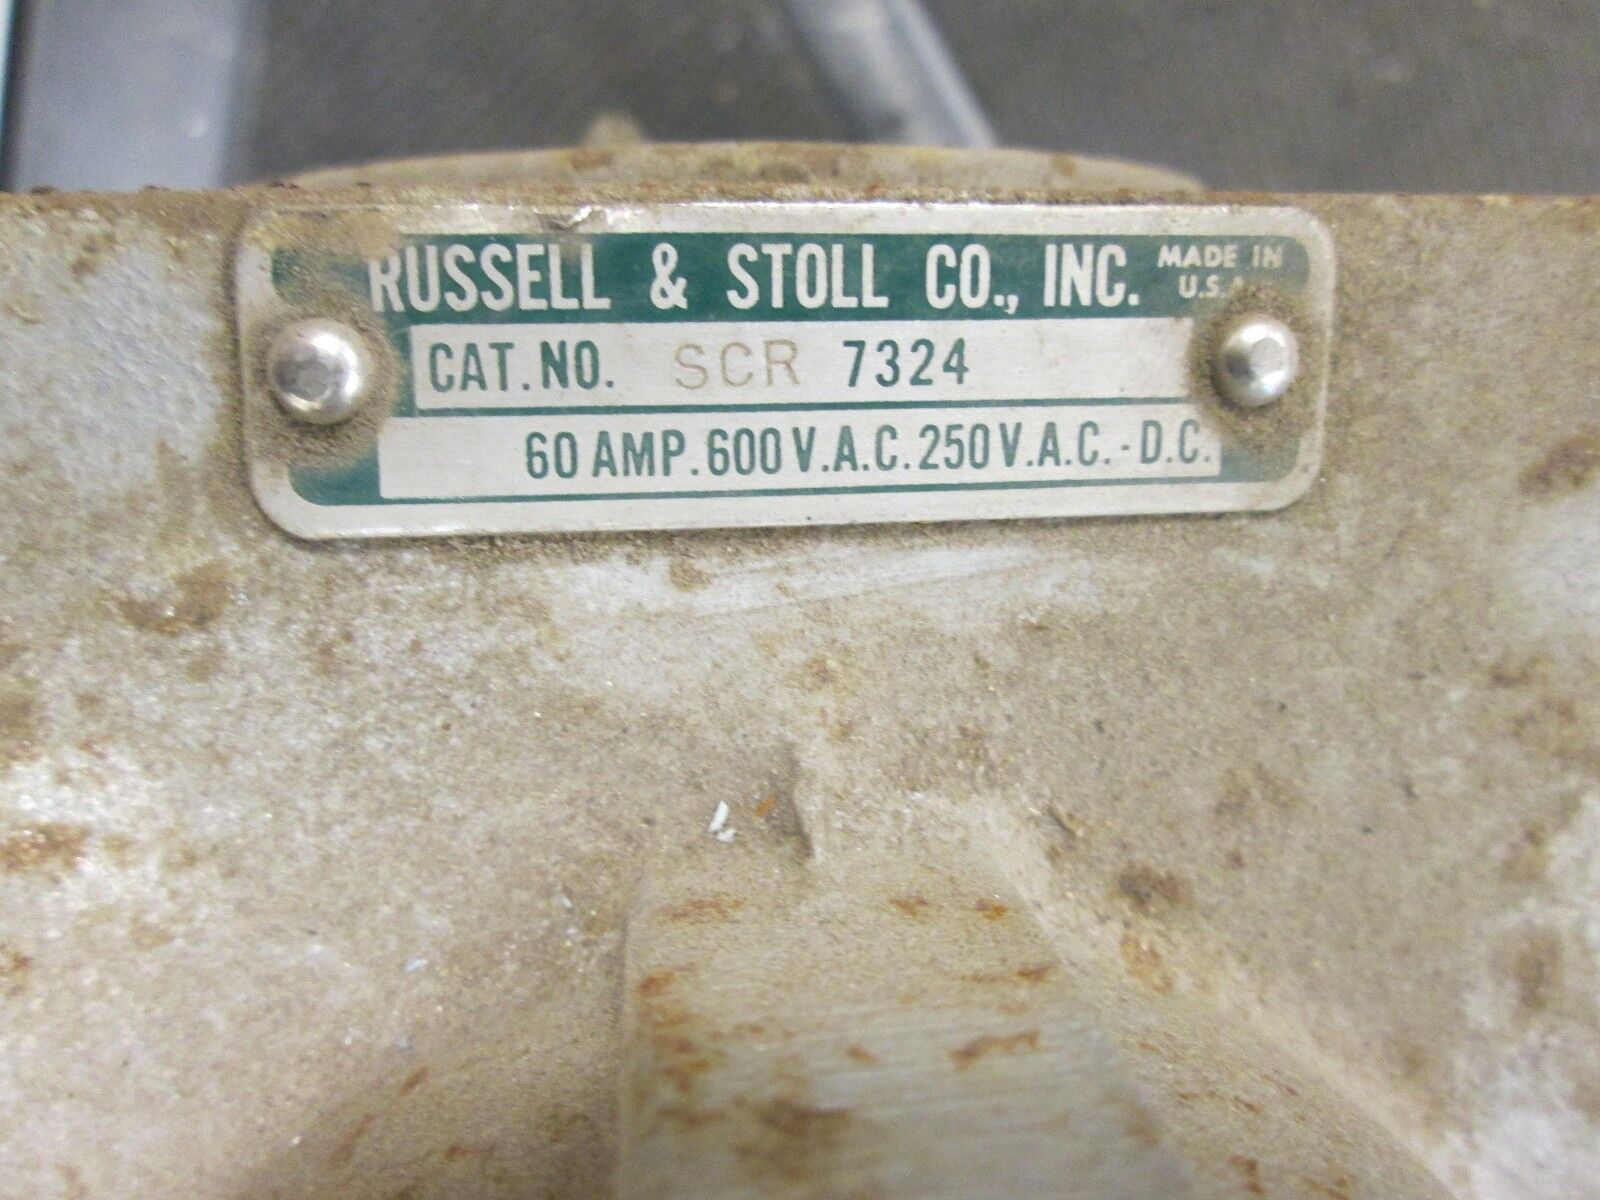 RUSSELL & STOLL CO., INC. MADE IN U.S.A.
CAT. NO. SCR 7324
60 AMP. 600 V.A.C. 250 V.A.C. - D.C.